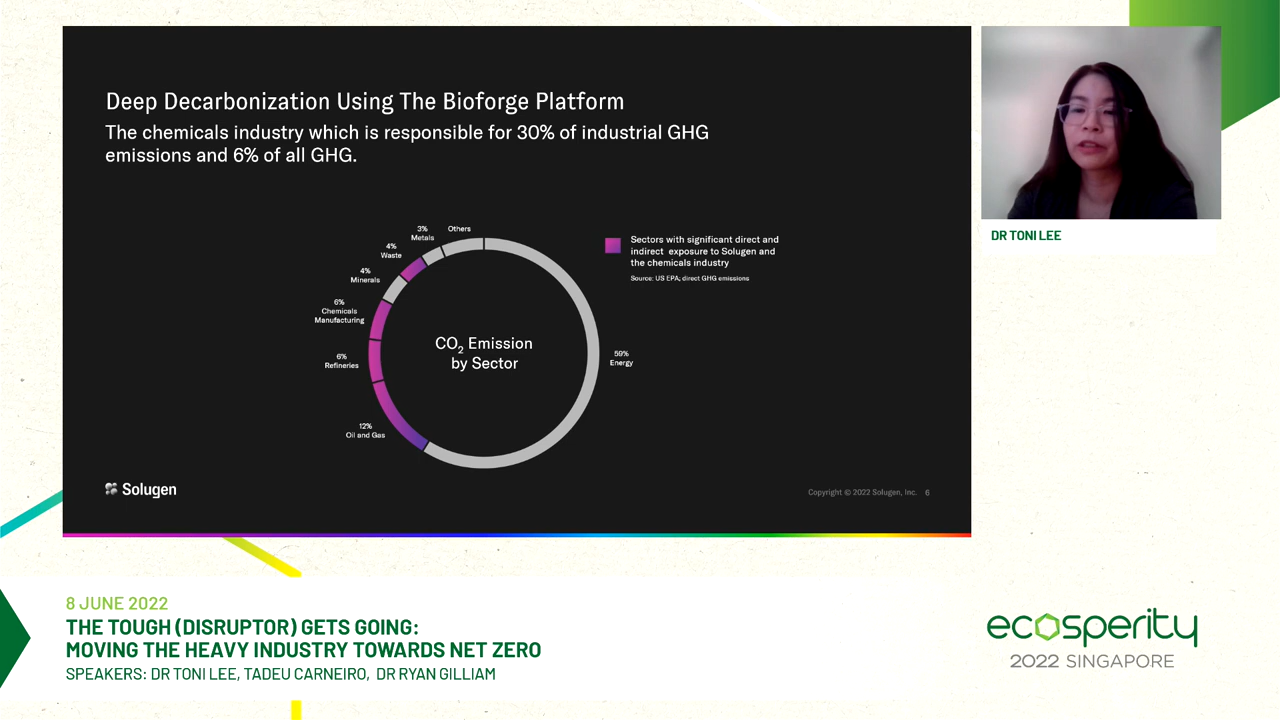 Deep Decarbonization Using The Bioforge Platform
The chemicals industry which is responsible for 30% of industrial GHG
emissions and 6% of all GHG.
3%
Metals
Others
4%
Waste
4%
Minerals
6%
Chemicals
Manufacturing
6%
Refineries
12%
Oil and Gas
CO2 Emission
by Sector
59%
Energy
Sectors with significant direct and
indirect exposure to Solugen and
the chemicals industry
Source: US EPA; direct GHG emissions
Solugen
Copyright © 2022 Solugen, Inc. 6
DR TONI LEE
8 JUNE 2022
THE TOUGH (DISRUPTOR) GETS GOING:
MOVING THE HEAVY INDUSTRY TOWARDS NET ZERO
SPEAKERS: DR TONI LEE, TADEU CARNEIRO, DR RYAN GILLIAM
ecosperity
2022 SINGAPORE